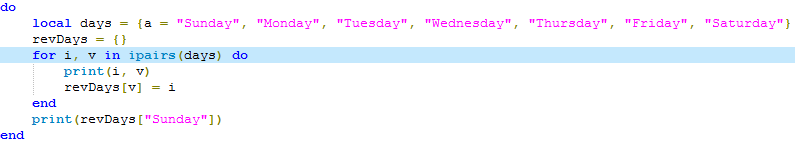 do
    local days = {a = "Sunday", "Monday", "Tuesday", "Wednesday", "Thursday", "Friday", "Saturday"}
    revDays = {}
    for i, v in ipairs(days) do
        print(i, v)
        revDays[v] = i
    end
    print(revDays["Sunday"])
end